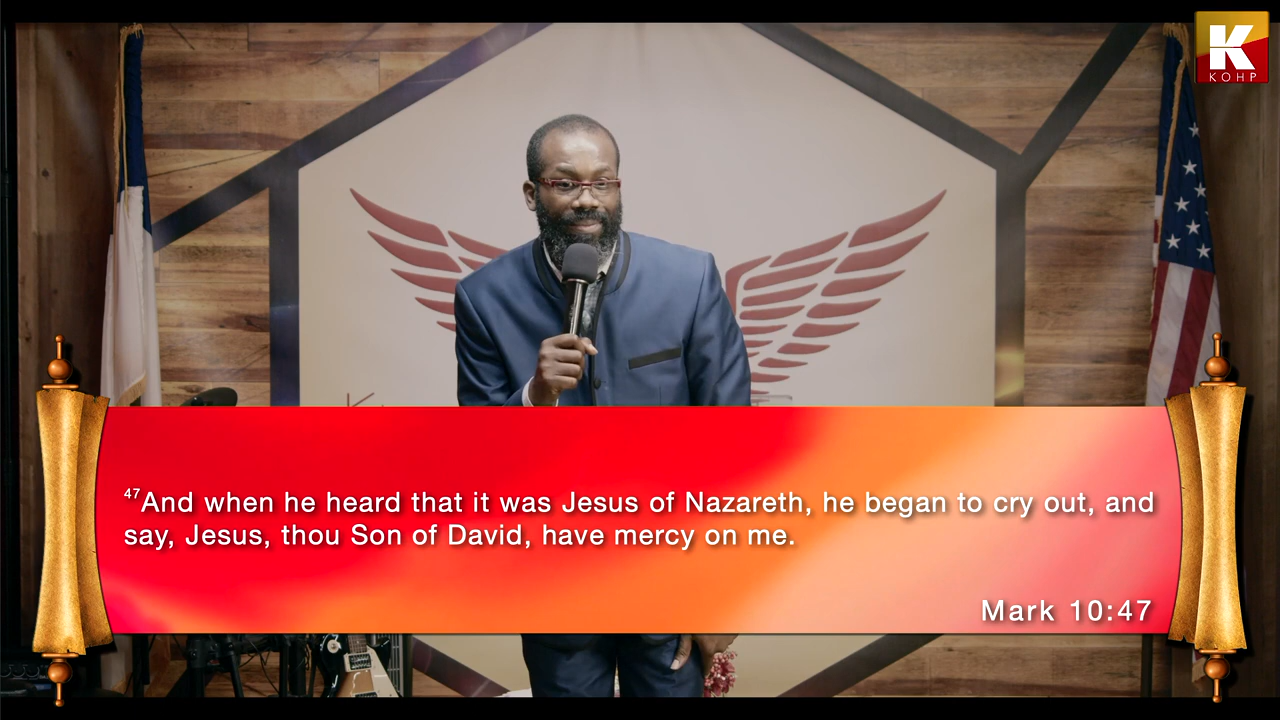 K
KOHP
⁴⁷And when he heard that it was Jesus of Nazareth, he began to cry out, and
say, Jesus, thou Son of David, have mercy on me.
Mark 10:47